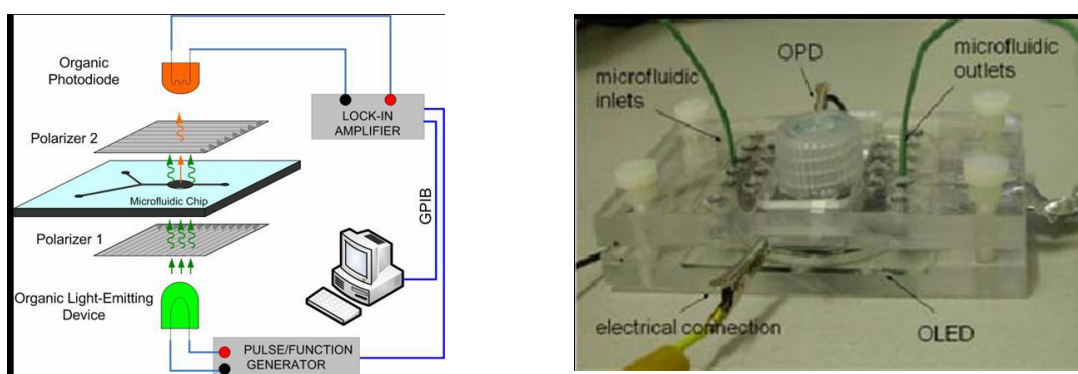 Organic
Photodiode
Polarizer 2
LOCK-IN
AMPLIFIER
Microfluidic Chip
GPIB
Polarizer 1
Organic Light-Emitting
Device
PULSE/FUNCTION
GENERATOR
OPD
microfluidic
inlets
microfluidic
outlets
electrical connection
OLED